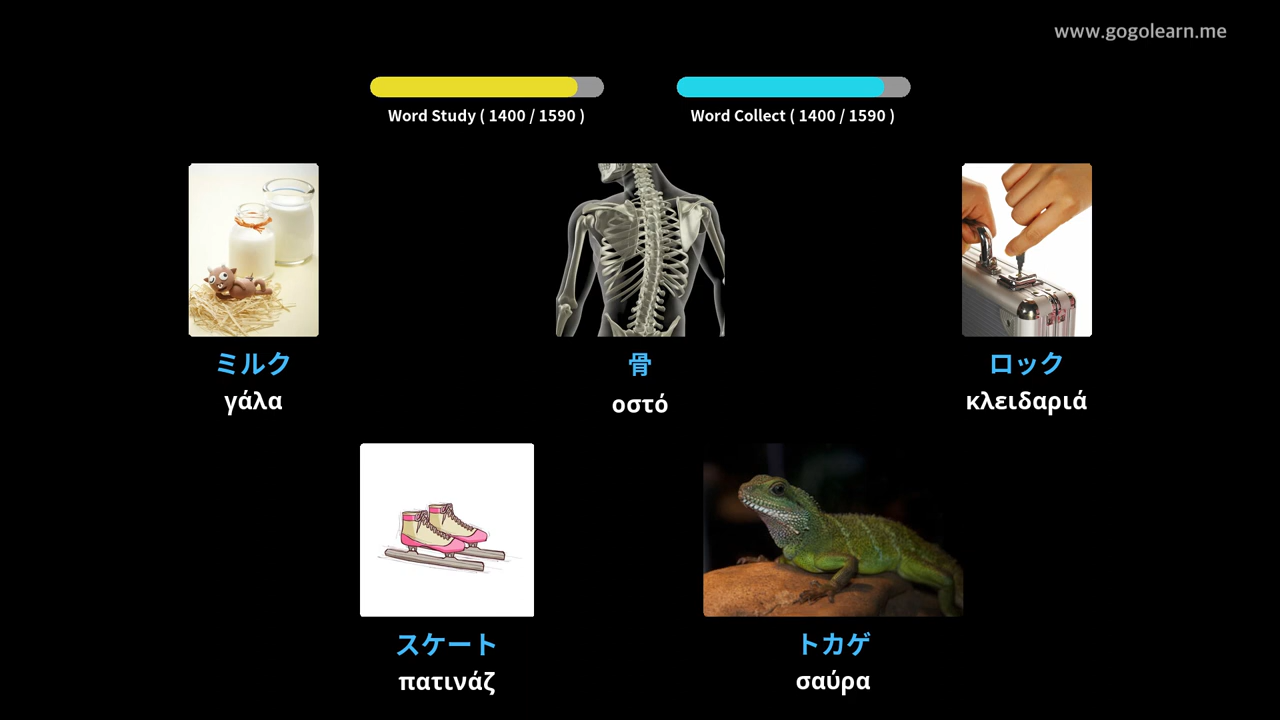 www.gogolearn.me
Word Study ( 1400 / 1590 )
Word Collect ( 1400 / 1590 )
ミルク
γάλα
骨
οστό
ロック
κλειδαριά
スケート
πατινάζ
トカゲ
σαύρα